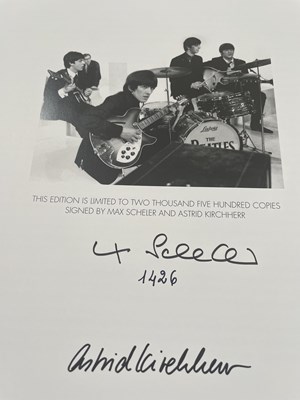 Ludwig
THE
BEATLES
THIS EDITION IS LIMITED TO TWO THOUSAND FIVE HUNDRED COPIES
SIGNED BY MAX SCHELER AND ASTRID KIRCHHERR
Scheler
1426
Astrid Kirchherr